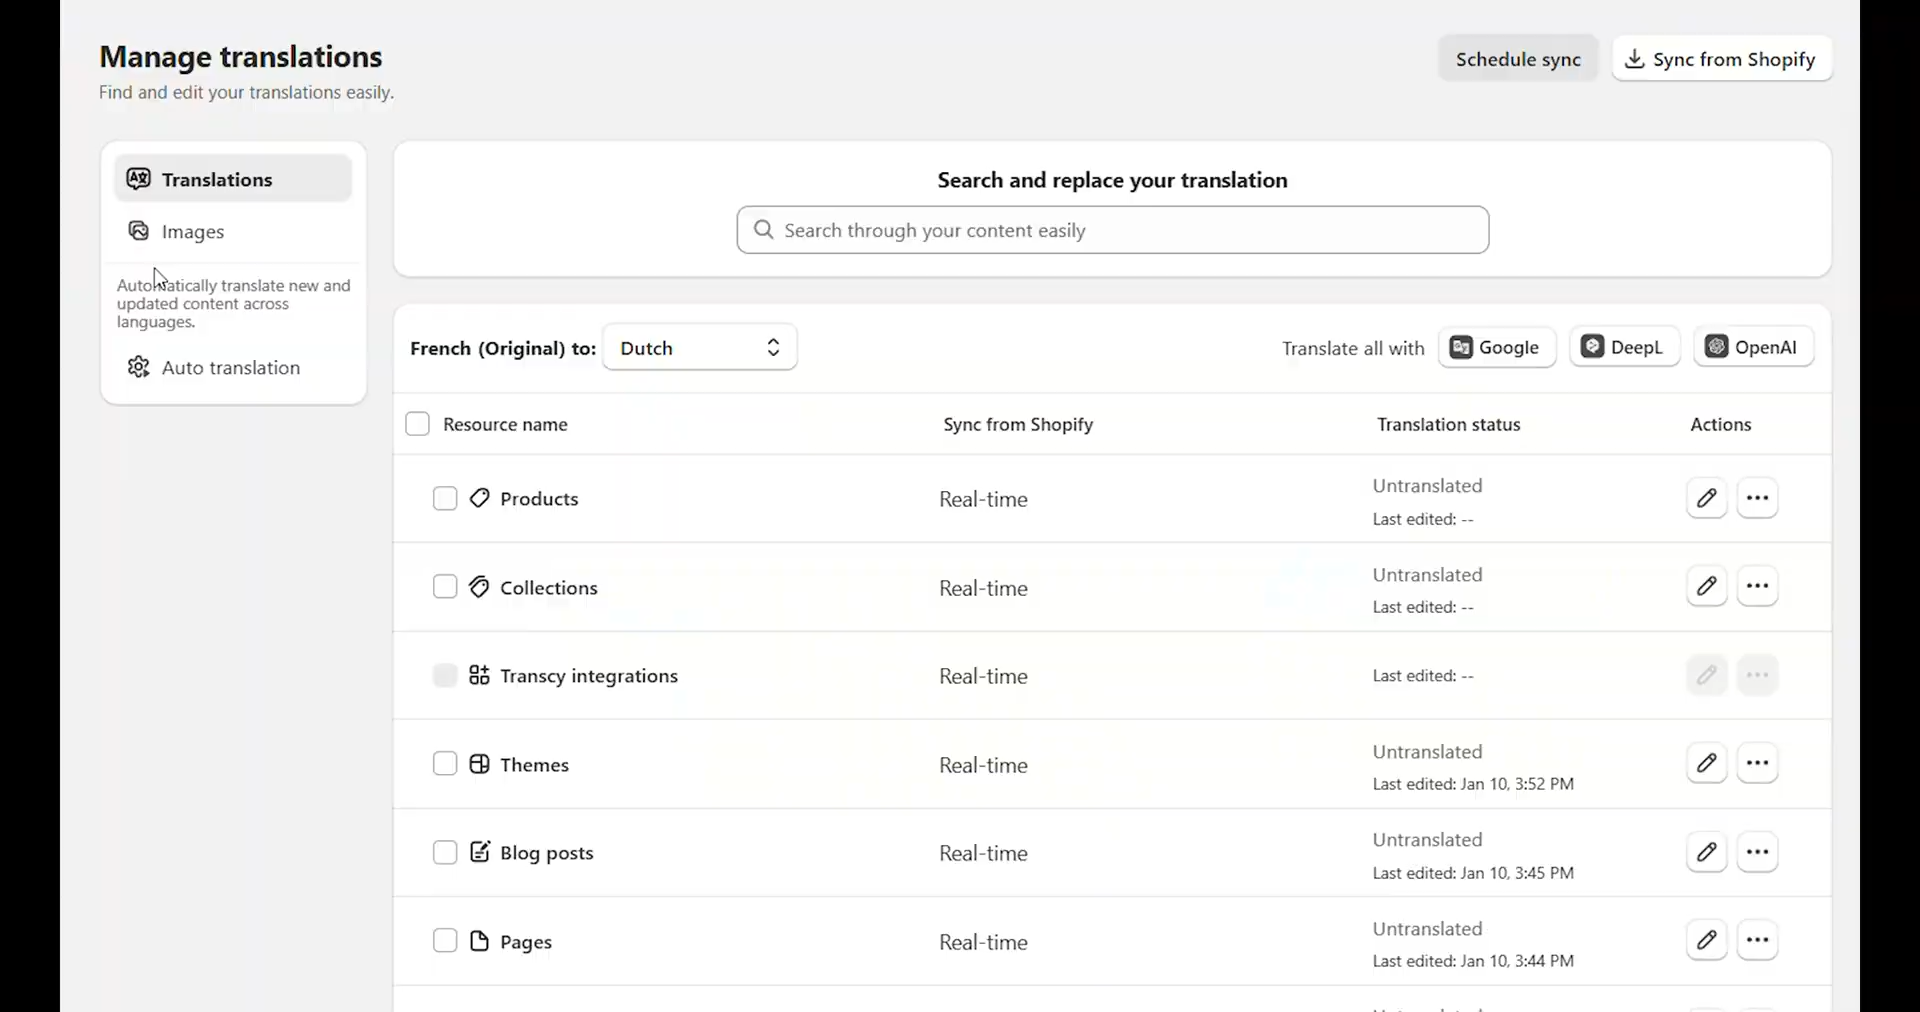 Manage translations
Find and edit your translations easily.
Schedule sync
Sync from Shopify
Translations
Images
Automatically translate new and
updated content across
languages.
Auto translation
Search and replace your translation
Search through your content easily
French (Original) to: Dutch
Translate all with Google DeepL OpenAI
Resource name Sync from Shopify Translation status Actions
Products Real-time Untranslated
Last edited: --
Collections Real-time Untranslated
Last edited: --
Transcy integrations Real-time Last edited: --
Themes Real-time Untranslated
Last edited: Jan 10, 3:52 PM
Blog posts Real-time Untranslated
Last edited: Jan 10, 3:45 PM
Pages Real-time Untranslated
Last edited: Jan 10, 3:44 PM